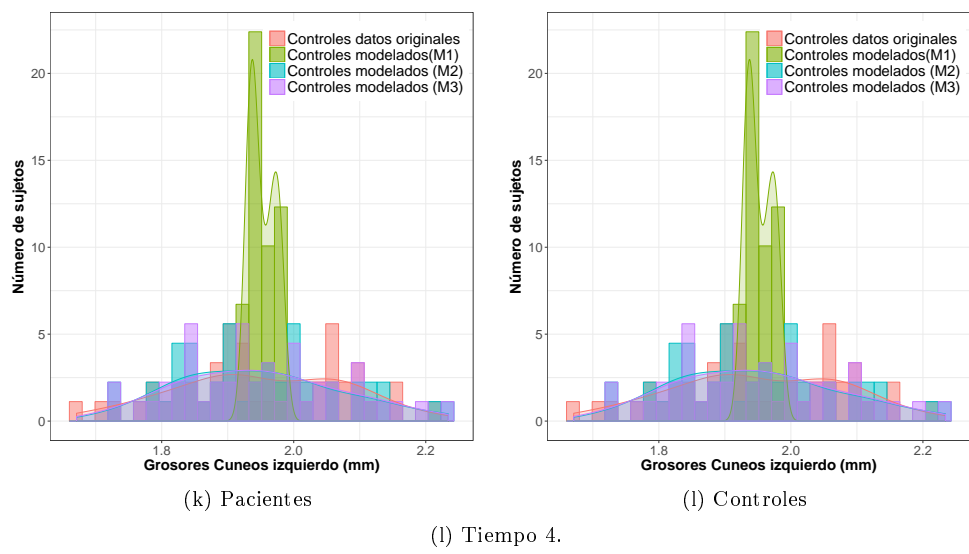 Controles datos originales
Controles modelados(M1)
Controles modelados (M2)
Controles modelados (M3)
Número de sujetos
20
15
10
5
0
1.8
2.0
2.2
Grosores Cuneos izquierdo (mm)
(k) Pacientes
Controles datos originales
Controles modelados(M1)
Controles modelados (M2)
Controles modelados (M3)
Número de sujetos
20
15
10
5
0
1.8
2.0
2.2
Grosores Cuneos izquierdo (mm)
(l) Controles
(l) Tiempo 4.